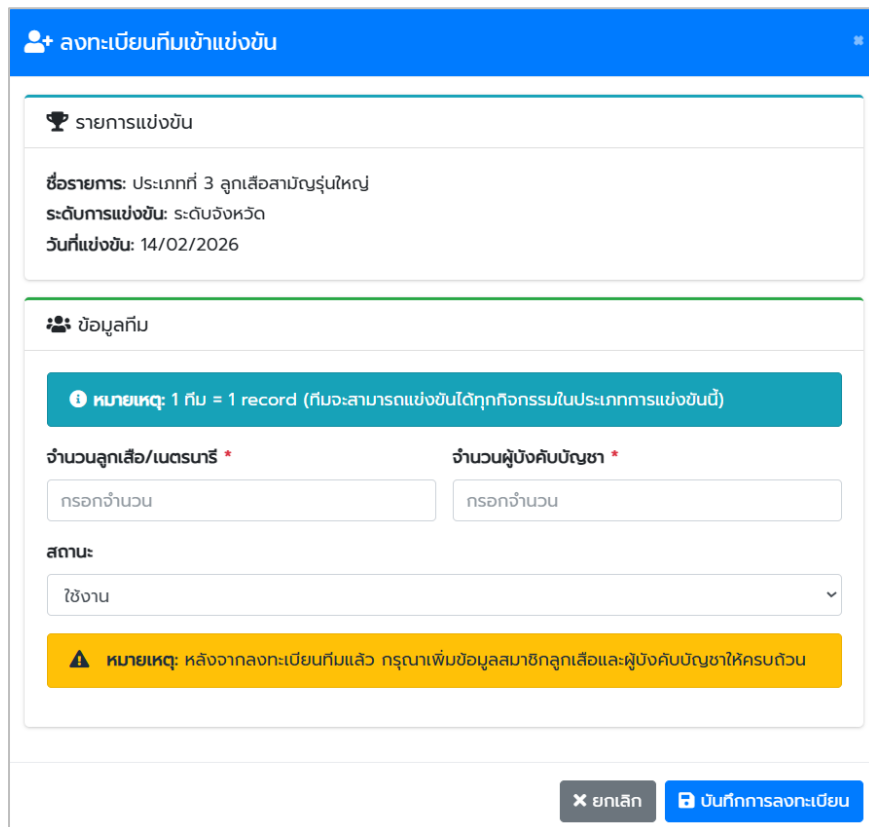 ลงทะเบียนทีมเข้าแข่งขัน
รายการแข่งขัน
ชื่อรายการ: ประเภทที่ 3 ลูกเสือสามัญรุ่นใหญ่
ระดับการแข่งขัน: ระดับจังหวัด
วันที่แข่งขัน: 14/02/2026
ข้อมูลทีม
หมายเหตุ: 1 ทีม = 1 record (ทีมจะสามารถแข่งขันได้ทุกกิจกรรมในประเภทการแข่งขันนี้)
จำนวนลูกเสือ/เนตรนารี * จำนวนผู้บังคับบัญชา *
กรอกจำนวน กรอกจำนวน
สถานะ
ใช้งาน
หมายเหตุ: หลังจากลงทะเบียนทีมแล้ว กรุณาเพิ่มข้อมูลสมาชิกลูกเสือและผู้บังคับบัญชาให้ครบถ้วน
ยกเลิก บันทึกการลงทะเบียน